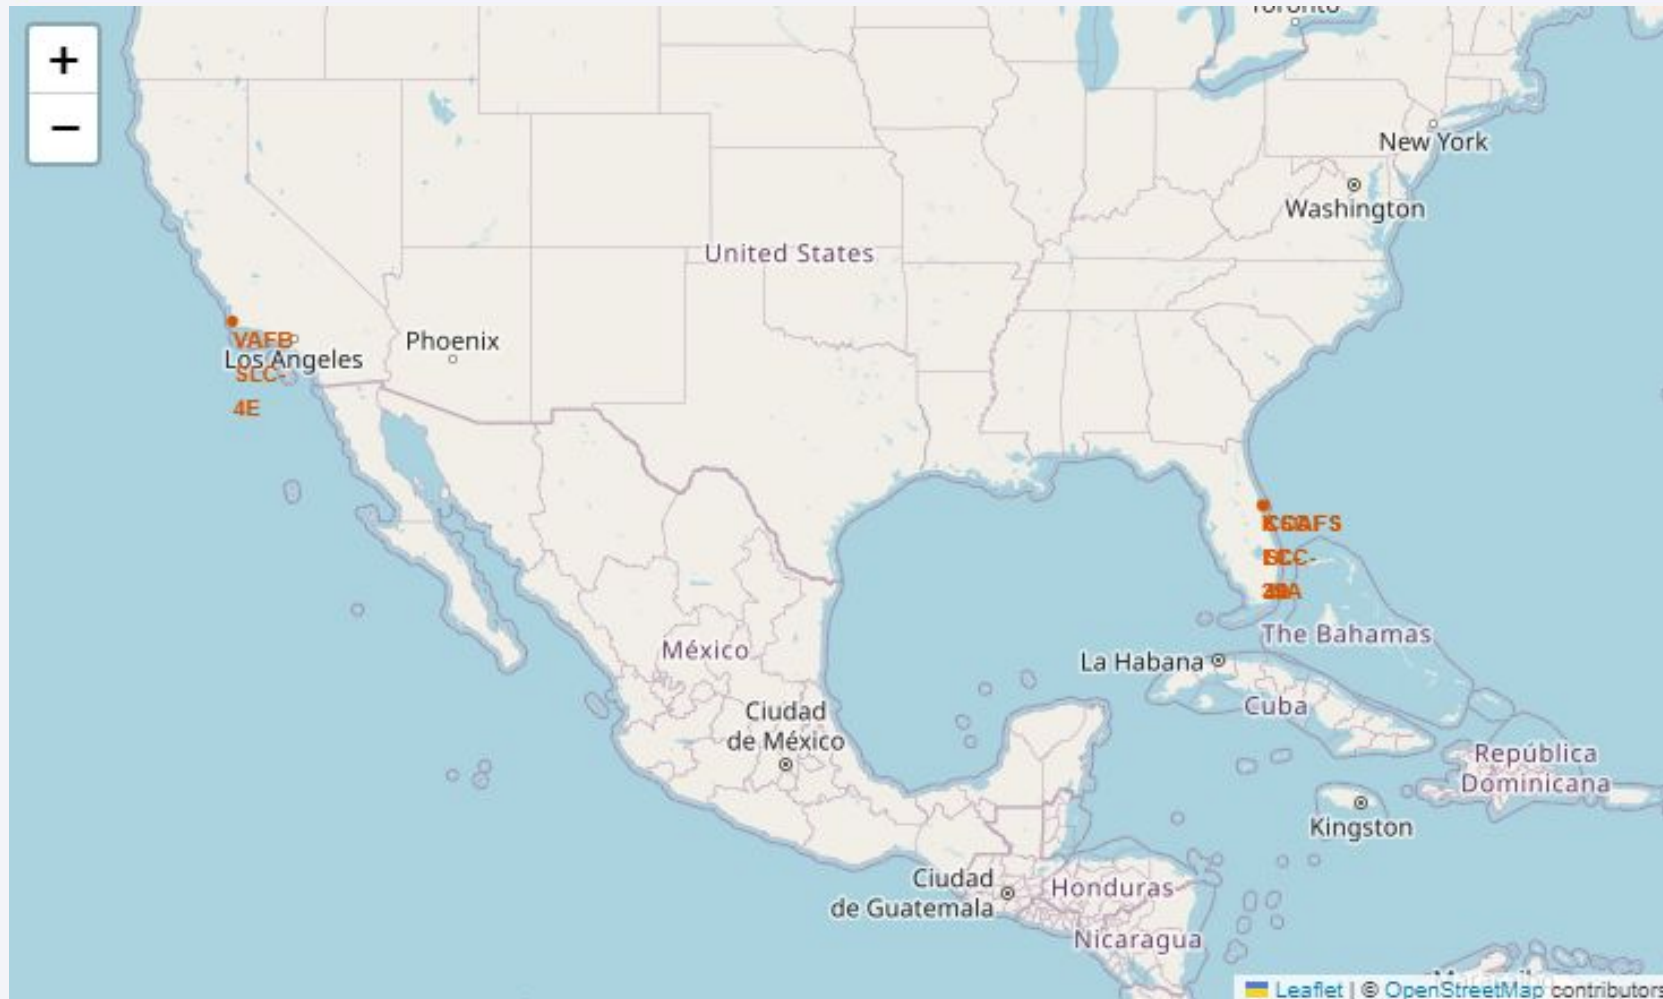 Toronto
+
−
New York
Washington
United States
VAFB
Los Angeles
SLC-
4E
Phoenix
The Bahamas
México
La Habana
Cuba
Ciudad
de México
República
Dominicana
Kingston
Ciudad
de Guatemala
Honduras
Nicaragua
Leaflet | © OpenStreetMap contributors